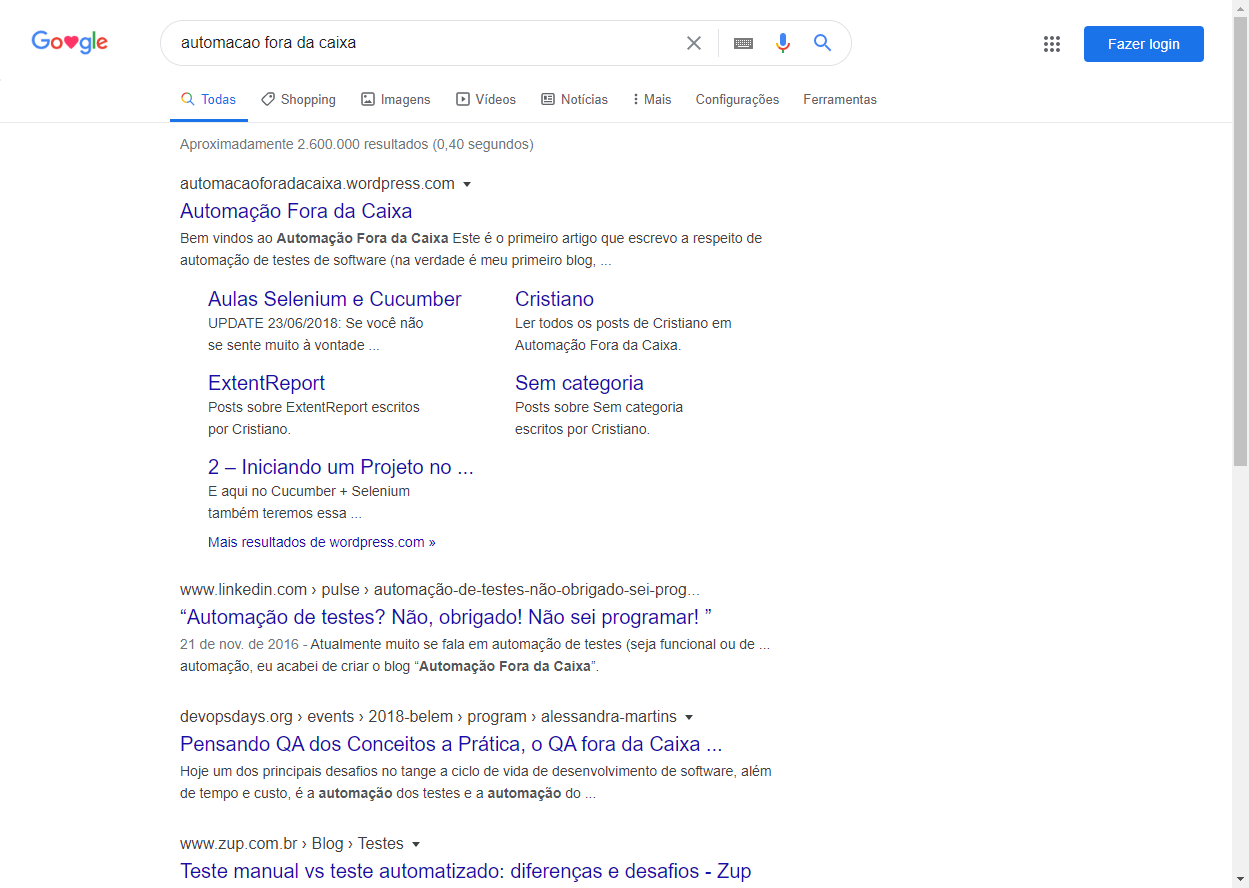 Google
automacao fora da caixa
Fazer login
Todas Shopping Imagens Vídeos Notícias Mais Configurações Ferramentas
Aproximadamente 2.600.000 resultados (0,40 segundos)
automacaoforadacaixa.wordpress.com
Automação Fora da Caixa
Bem vindos ao Automação Fora da Caixa Este é o primeiro artigo que escrevo a respeito de
automação de testes de software (na verdade é meu primeiro blog, ...
Aulas Selenium e Cucumber
UPDATE 23/06/2018: Se você não
se sente muito à vontade ...
Cristiano
Ler todos os posts de Cristiano em
Automação Fora da Caixa.
ExtentReport
Posts sobre ExtentReport escritos
por Cristiano.
Sem categoria
Posts sobre Sem categoria
escritos por Cristiano.
2 – Iniciando um Projeto no ...
E aqui no Cucumber + Selenium
também teremos essa ...
Mais resultados de wordpress.com »
www.linkedin.com › pulse › automação-de-testes-não-obrigado-sei-prog...
“Automação de testes? Não, obrigado! Não sei programar! ”
21 de nov. de 2016 - Atualmente muito se fala em automação de testes (seja funcional ou de ...
automação, eu acabei de criar o blog “Automação Fora da Caixa”.
devopsdays.org › events › 2018-belem › program › alessandra-martins
Pensando QA dos Conceitos a Prática, o QA fora da Caixa ...
Hoje um dos principais desafios no tange a ciclo de vida de desenvolvimento de software, além
de tempo e custo, é a automação dos testes e a automação do ...
www.zup.com.br › Blog › Testes
Teste manual vs teste automatizado: diferenças e desafios - Zup